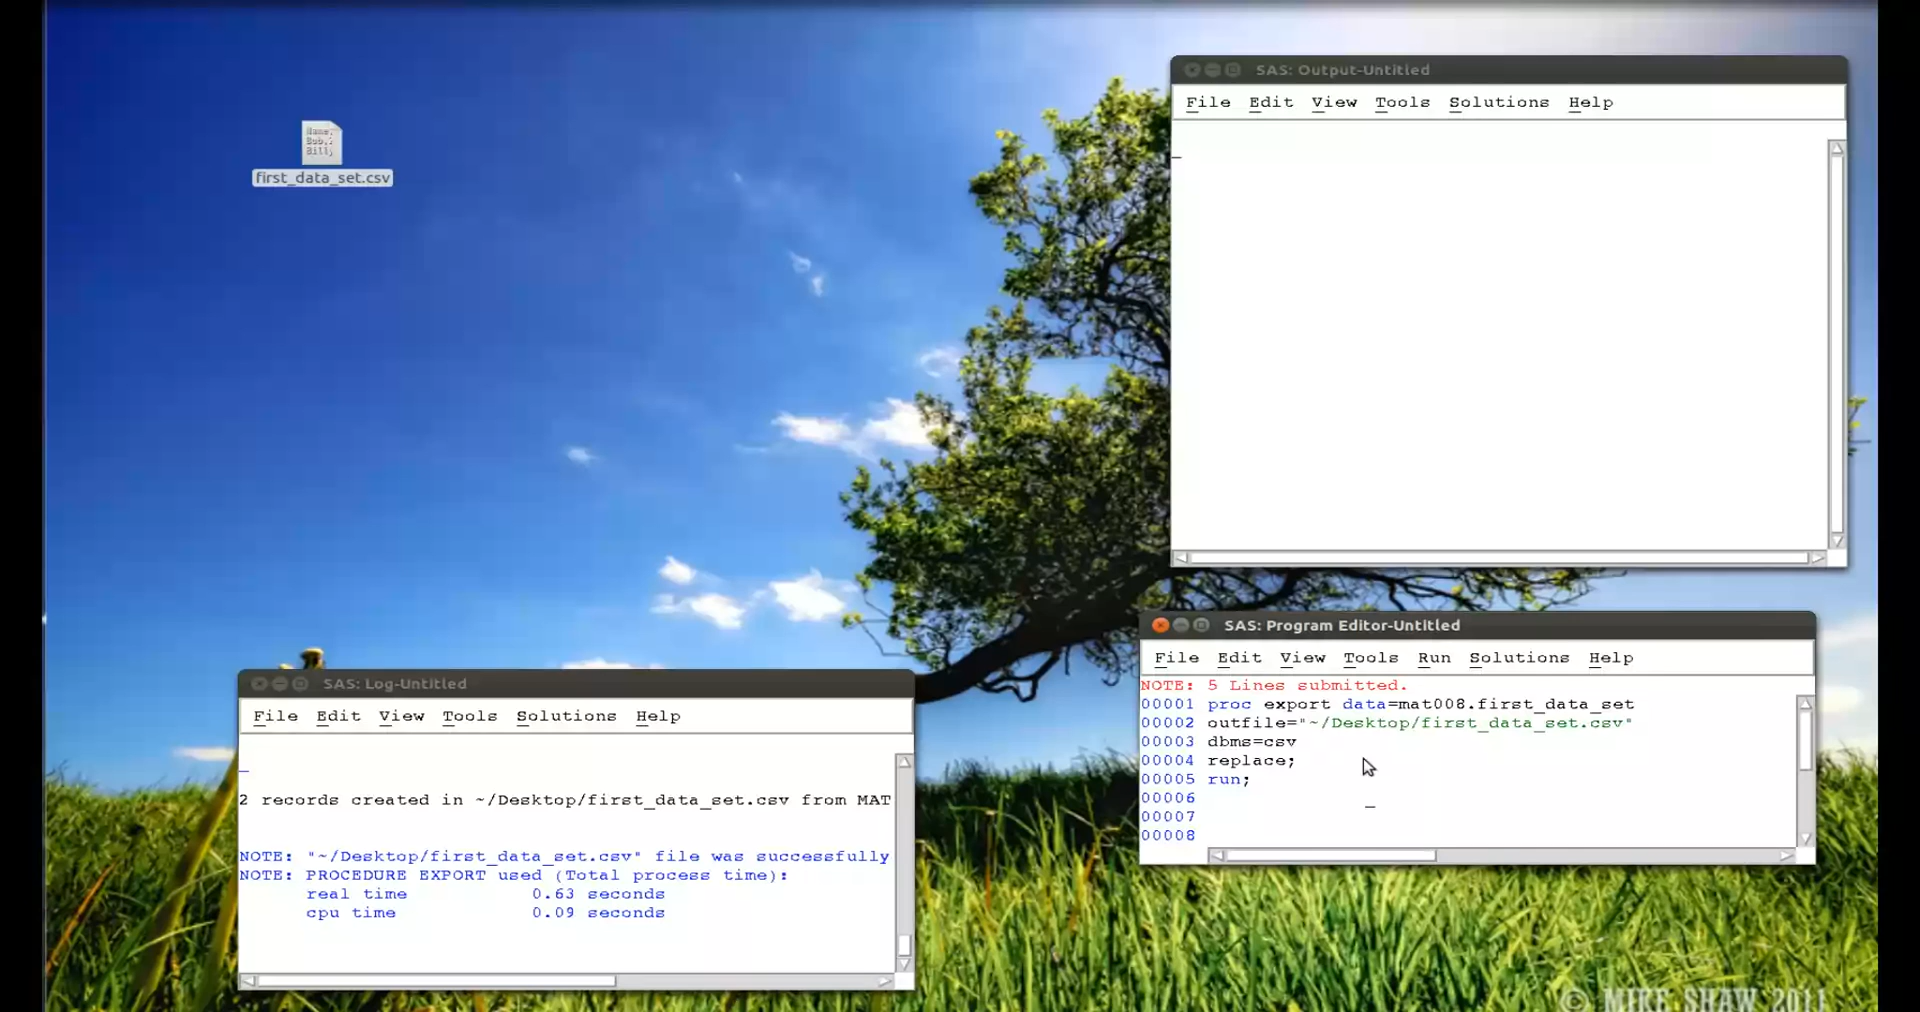 SAS: Output-Untitled
File Edit View Tools Solutions Help
first_data_set.csv
SAS: Program Editor-Untitled
File Edit View Tools Run Solutions Help
NOTE: 5 Lines submitted.
00001 proc export data=mat008.first_data_set
00002 outfile="~/Desktop/first_data_set.csv"
00003 dbms=csv
00004 replace;
00005 run;
00006
00007
00008
SAS: Log-Untitled
File Edit View Tools Solutions Help
2 records created in ~/Desktop/first_data_set.csv from MAT
NOTE: "~/Desktop/first_data_set.csv" file was successfully
NOTE: PROCEDURE EXPORT used (Total process time):
real time 0.63 seconds
cpu time 0.09 seconds
© MIKE SHAW 2011